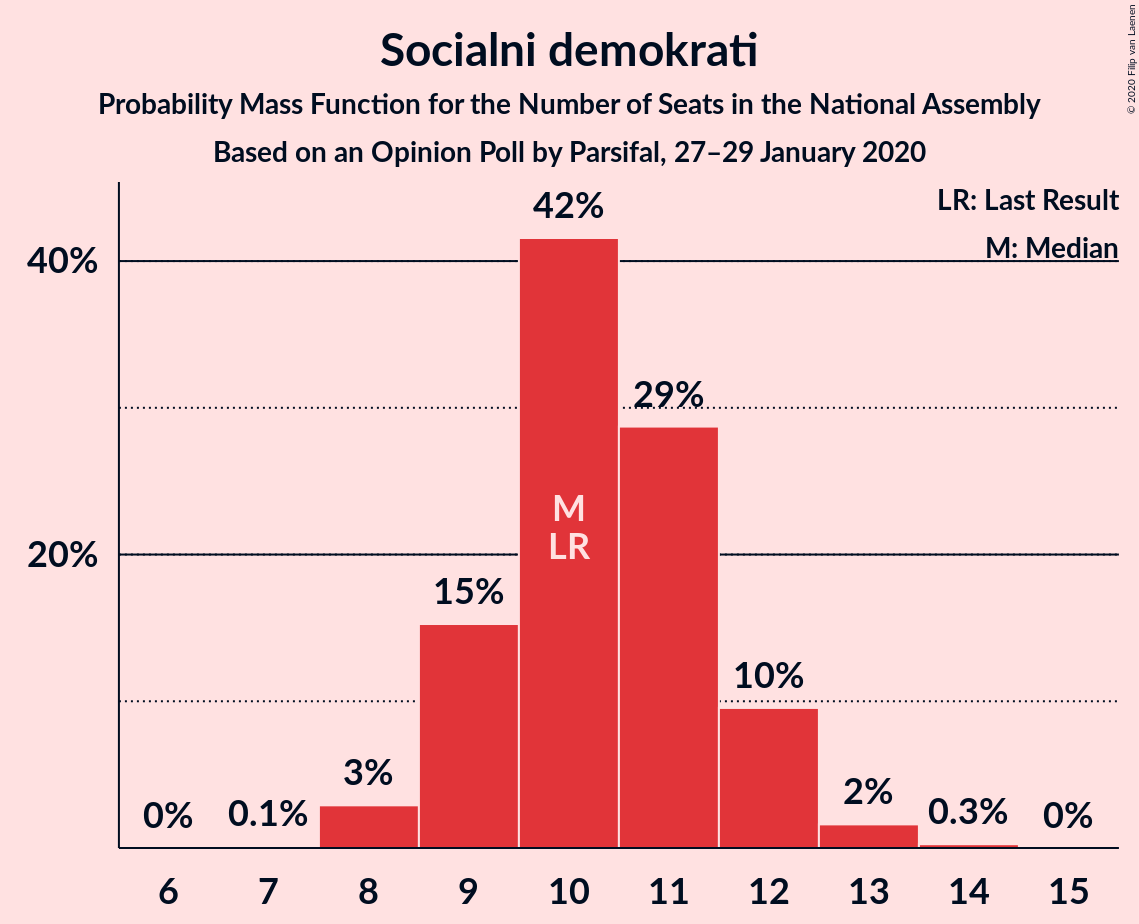 Socialni demokrati
Probability Mass Function for the Number of Seats in the National Assembly
Based on an Opinion Poll by Parsifal, 27–29 January 2020
© 2020 Filip van Laenen
LR: Last Result
M: Median
40%
20%
0%
0.1%
3%
15%
42%
29%
10%
2%
0.3%
0%
M
LR
6 7 8 9 10 11 12 13 14 15